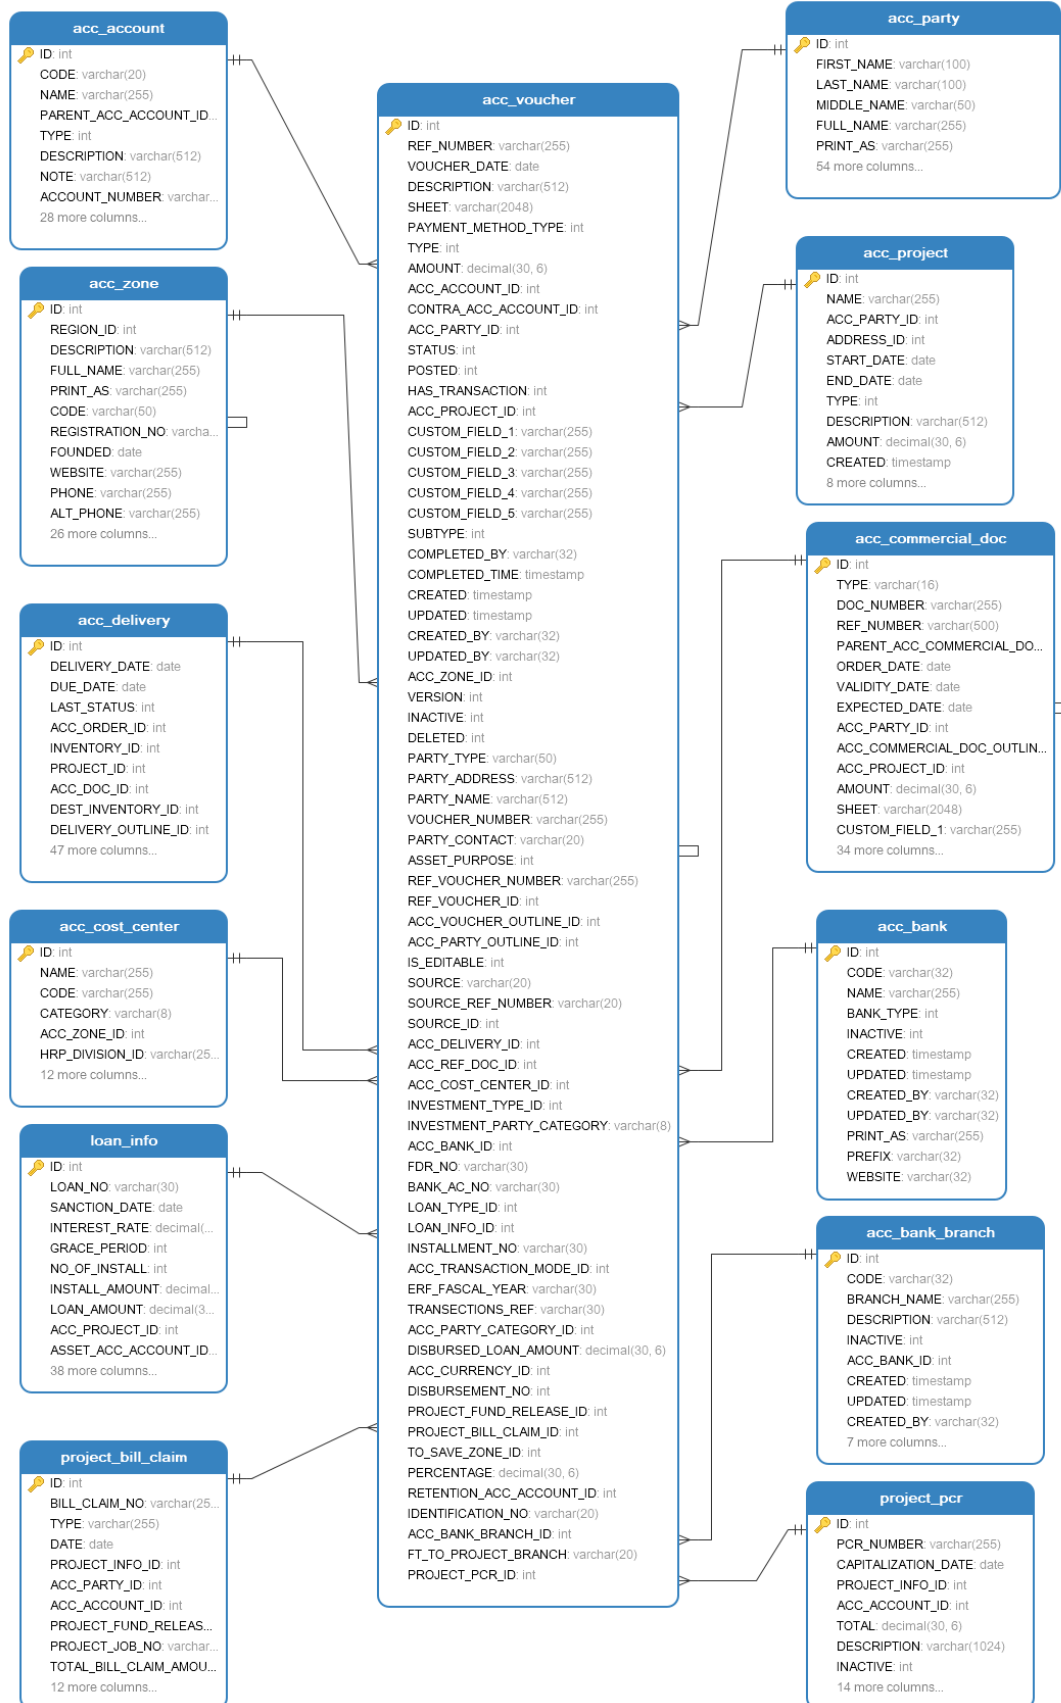 acc_account
ID: int
CODE: varchar(20)
NAME: varchar(255)
PARENT_ACC_ACCOUNT_ID...
TYPE: int
DESCRIPTION: varchar(512)
NOTE: varchar(512)
ACCOUNT_NUMBER: varchar...
28 more columns...
acc_zone
ID: int
REGION_ID: int
DESCRIPTION: varchar(512)
FULL_NAME: varchar(255)
PRINT_AS: varchar(255)
CODE: varchar(50)
REGISTRATION_NO: varcha...
FOUNDED: date
WEBSITE: varchar(255)
PHONE: varchar(255)
ALT_PHONE: varchar(255)
26 more columns...
acc_delivery
ID: int
DELIVERY_DATE: date
DUE_DATE: date
LAST_STATUS: int
ACC_ORDER_ID: int
INVENTORY_ID: int
PROJECT_ID: int
ACC_DOC_ID: int
DEST_INVENTORY_ID: int
DELIVERY_OUTLINE_ID: int
47 more columns...
acc_cost_center
ID: int
NAME: varchar(255)
CODE: varchar(255)
CATEGORY: varchar(8)
ACC_ZONE_ID: int
HRP_DIVISION_ID: varchar(25...
12 more columns...
loan_info
ID: int
LOAN_NO: varchar(30)
SANCTION_DATE: date
INTEREST_RATE: decimal(...
GRACE_PERIOD: int
NO_OF_INSTALL: int
INSTALL_AMOUNT: decimal...
LOAN_AMOUNT: decimal(3...
ACC_PROJECT_ID: int
ASSET_ACC_ACCOUNT_ID...
38 more columns...
project_bill_claim
ID: int
BILL_CLAIM_NO: varchar(25...
TYPE: varchar(255)
DATE: date
PROJECT_INFO_ID: int
ACC_PARTY_ID: int
ACC_ACCOUNT_ID: int
PROJECT_FUND_RELEAS...
PROJECT_JOB_NO: varchar...
TOTAL_BILL_CLAIM_AMOU...
12 more columns...
acc_voucher
ID: int
REF_NUMBER: varchar(255)
VOUCHER_DATE: date
DESCRIPTION: varchar(512)
SHEET: varchar(2048)
PAYMENT_METHOD_TYPE: int
TYPE: int
AMOUNT: decimal(30, 6)
ACC_ACCOUNT_ID: int
CONTRA_ACC_ACCOUNT_ID: int
ACC_PARTY_ID: int
STATUS: int
POSTED: int
HAS_TRANSACTION: int
ACC_PROJECT_ID: int
CUSTOM_FIELD_1: varchar(255)
CUSTOM_FIELD_2: varchar(255)
CUSTOM_FIELD_3: varchar(255)
CUSTOM_FIELD_4: varchar(255)
CUSTOM_FIELD_5: varchar(255)
SUBTYPE: int
COMPLETED_BY: varchar(32)
COMPLETED_TIME: timestamp
CREATED: timestamp
UPDATED: timestamp
CREATED_BY: varchar(32)
UPDATED_BY: varchar(32)
ACC_ZONE_ID: int
VERSION: int
INACTIVE: int
DELETED: int
PARTY_TYPE: varchar(50)
PARTY_ADDRESS: varchar(512)
PARTY_NAME: varchar(512)
VOUCHER_NUMBER: varchar(255)
PARTY_CONTACT: varchar(20)
ASSET_PURPOSE: int
REF_VOUCHER_NUMBER: varchar(255)
REF_VOUCHER_ID: int
ACC_VOUCHER_OUTLINE_ID: int
ACC_PARTY_OUTLINE_ID: int
IS_EDITABLE: int
SOURCE: varchar(20)
SOURCE_REF_NUMBER: varchar(20)
SOURCE_ID: int
ACC_DELIVERY_ID: int
ACC_REF_DOC_ID: int
ACC_COST_CENTER_ID: int
INVESTMENT_TYPE_ID: int
INVESTMENT_PARTY_CATEGORY: varchar(8)
ACC_BANK_ID: int
FDR_NO: varchar(30)
BANK_AC_NO: varchar(30)
LOAN_TYPE_ID: int
LOAN_INFO_ID: int
INSTALLMENT_NO: varchar(30)
ACC_TRANSACTION_MODE_ID: int
ERF_FASCAL_YEAR: varchar(30)
TRANSECTIONS_REF: varchar(30)
ACC_PARTY_CATEGORY_ID: int
DISBURSED_LOAN_AMOUNT: decimal(30, 6)
ACC_CURRENCY_ID: int
DISBURSEMENT_NO: int
PROJECT_FUND_RELEASE_ID: int
PROJECT_BILL_CLAIM_ID: int
TO_SAVE_ZONE_ID: int
PERCENTAGE: decimal(30, 6)
RETENTION_ACC_ACCOUNT_ID: int
IDENTIFICATION_NO: varchar(20)
ACC_BANK_BRANCH_ID: int
FT_TO_PROJECT_BRANCH: varchar(20)
PROJECT_PCR_ID: int
acc_party
ID: int
FIRST_NAME: varchar(100)
LAST_NAME: varchar(100)
MIDDLE_NAME: varchar(50)
FULL_NAME: varchar(255)
PRINT_AS: varchar(255)
54 more columns...
acc_project
ID: int
NAME: varchar(255)
ACC_PARTY_ID: int
ADDRESS_ID: int
START_DATE: date
END_DATE: date
TYPE: int
DESCRIPTION: varchar(512)
AMOUNT: decimal(30, 6)
CREATED: timestamp
8 more columns...
acc_commercial_doc
ID: int
TYPE: varchar(16)
DOC_NUMBER: varchar(255)
REF_NUMBER: varchar(500)
PARENT_ACC_COMMERCIAL_DO...
ORDER_DATE: date
VALIDITY_DATE: date
EXPECTED_DATE: date
ACC_PARTY_ID: int
ACC_COMMERCIAL_DOC_OUTLIN...
ACC_PROJECT_ID: int
AMOUNT: decimal(30, 6)
SHEET: varchar(2048)
CUSTOM_FIELD_1: varchar(255)
34 more columns...
acc_bank
ID: int
CODE: varchar(32)
NAME: varchar(255)
BANK_TYPE: int
INACTIVE: int
CREATED: timestamp
UPDATED: timestamp
CREATED_BY: varchar(32)
UPDATED_BY: varchar(32)
PRINT_AS: varchar(255)
PREFIX: varchar(32)
WEBSITE: varchar(32)
acc_bank_branch
ID: int
CODE: varchar(32)
BRANCH_NAME: varchar(255)
DESCRIPTION: varchar(512)
INACTIVE: int
ACC_BANK_ID: int
CREATED: timestamp
UPDATED: timestamp
CREATED_BY: varchar(32)
7 more columns...
project_pcr
ID: int
PCR_NUMBER: varchar(255)
CAPITALIZATION_DATE: date
PROJECT_INFO_ID: int
ACC_ACCOUNT_ID: int
TOTAL: decimal(30, 6)
DESCRIPTION: varchar(1024)
INACTIVE: int
14 more columns...